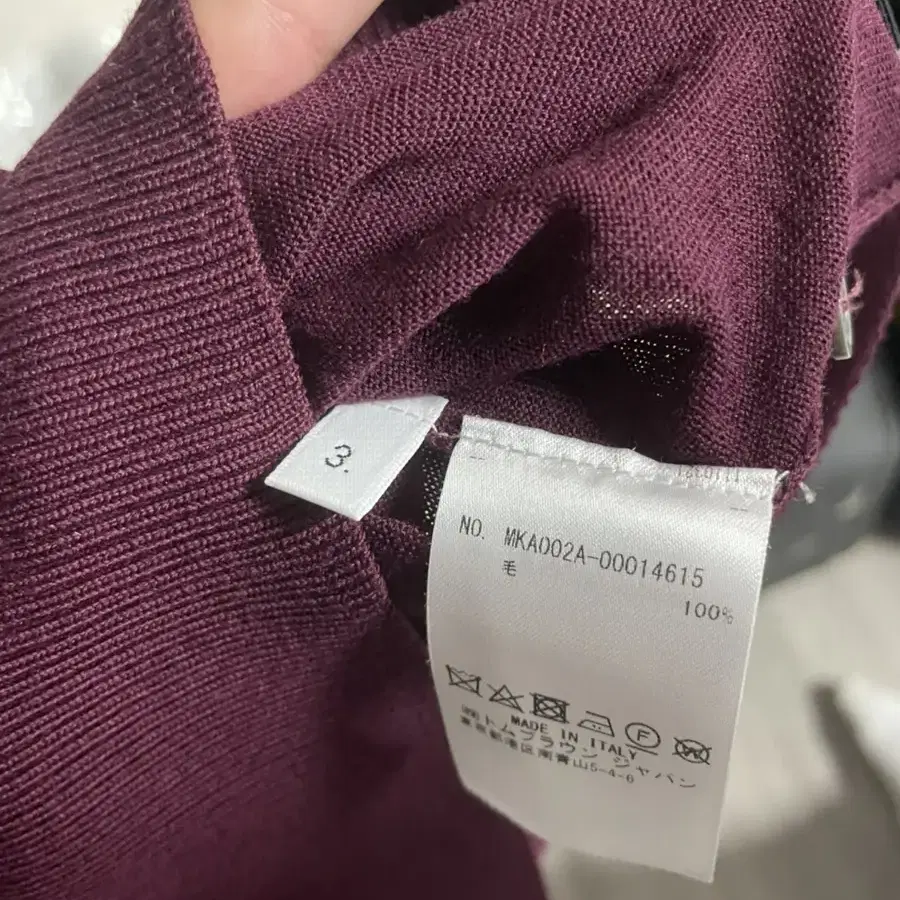 3.
NO. MKA002A-00014615
毛
100%
F
W
MADE IN ITALY
㈱トムブラウン ジャパン
東京都港区南青山5-4-6